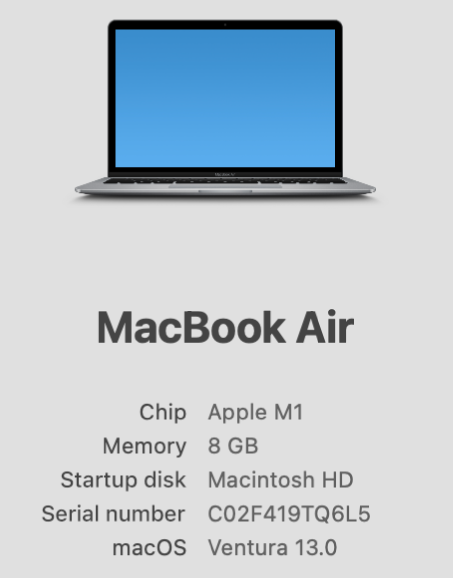 MacBook Air
Chip Apple M1
Memory 8 GB
Startup disk Macintosh HD
Serial number C02F419TQ6L5
macOS Ventura 13.0